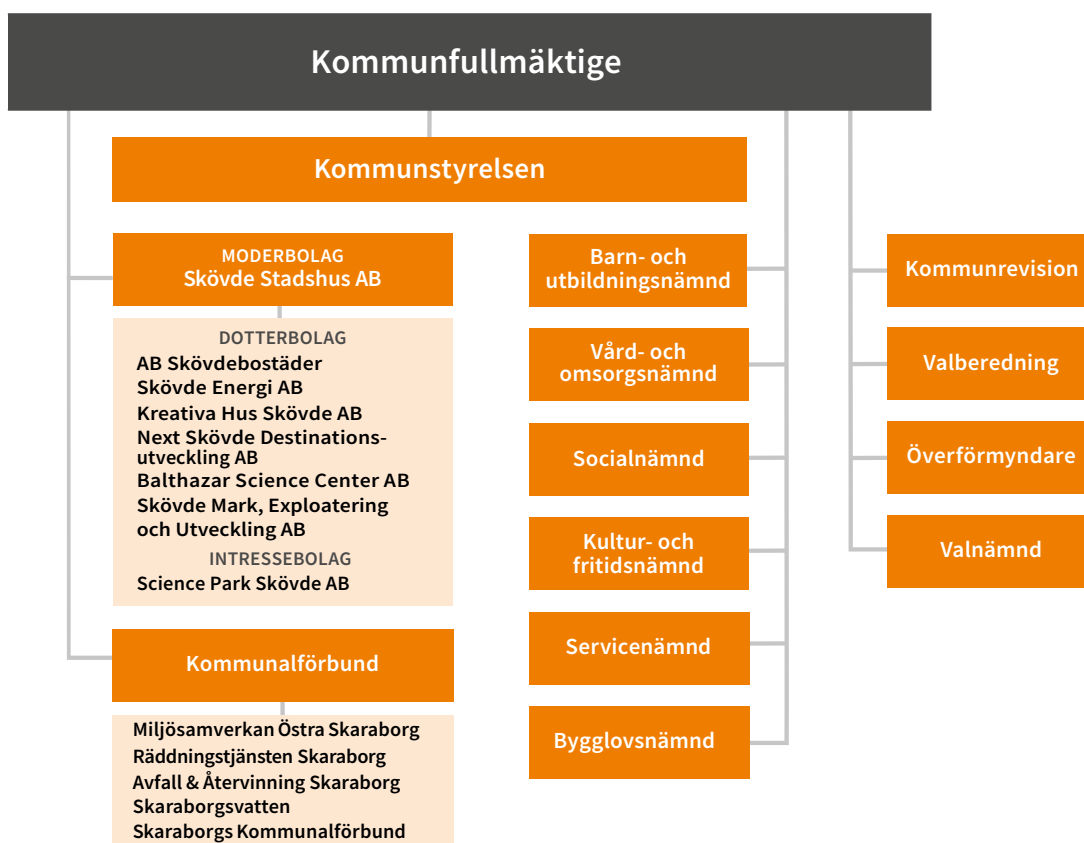 Kommunfullmäktige
Kommunstyrelsen
MODERBOLAG
Skövde Stadshus AB
DOTTERBOLAG
AB Skövdebostäder
Skövde Energi AB
Kreativa Hus Skövde AB
Next Skövde Destinations-
utveckling AB
Balthazar Science Center AB
Skövde Mark, Exploatering
och Utveckling AB
INTRESSEBOLAG
Science Park Skövde AB
Kommunalförbund
Miljösamverkan Östra Skaraborg
Räddningstjänsten Skaraborg
Avfall & Återvinning Skaraborg
Skaraborgsvatten
Skaraborgs Kommunalförbund
Barn- och
utbildningsnämnd
Vård- och
omsorgsnämnd
Socialnämnd
Kultur- och
fritidsnämnd
Servicenämnd
Bygglovsnämnd
Kommunrevision
Valberedning
Överförmyndare
Valnämnd